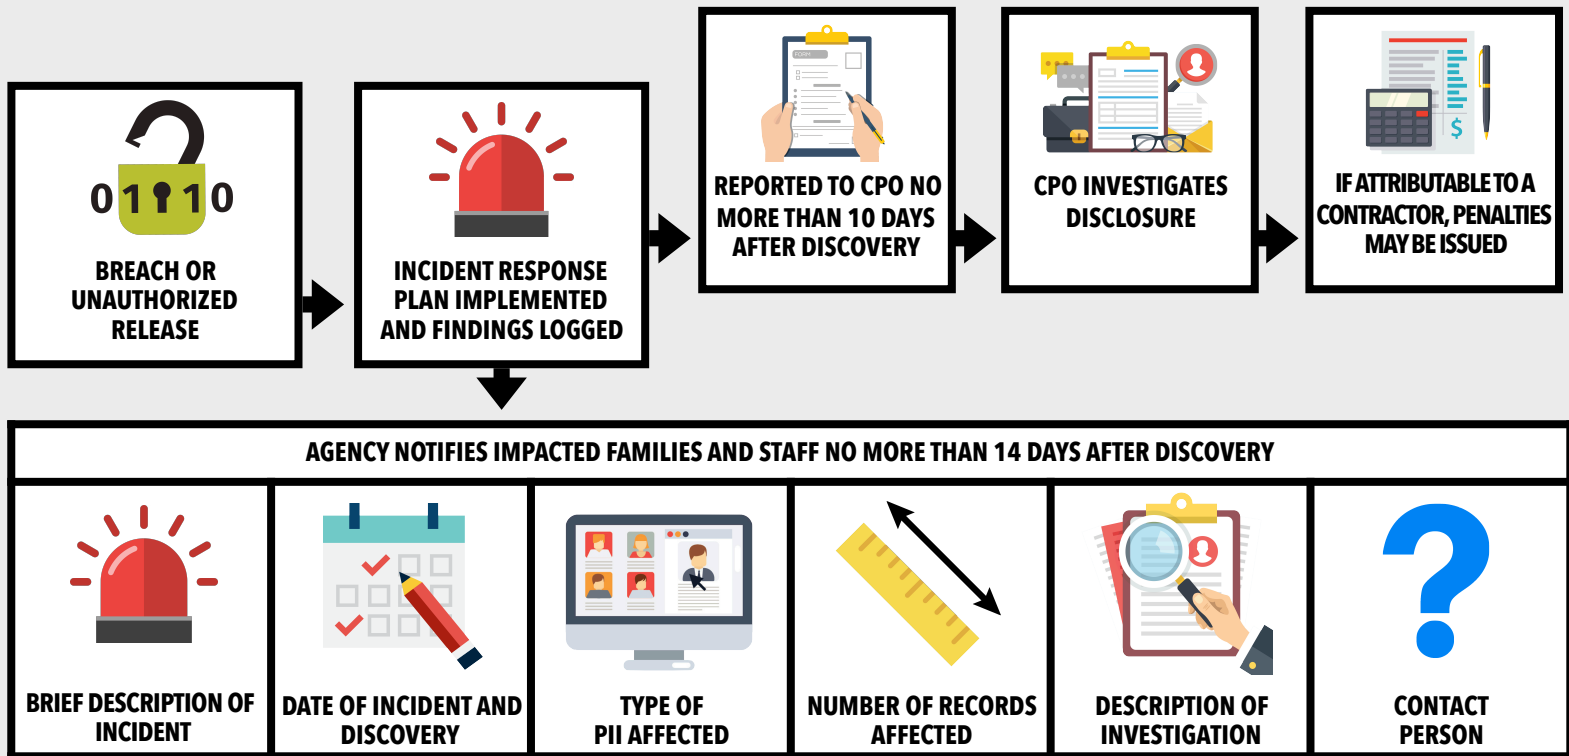 01 10
BREACH OR
UNAUTHORIZED
RELEASE
INCIDENT RESPONSE
PLAN IMPLEMENTED
AND FINDINGS LOGGED
FORM
REPORTED TO CPO NO
MORE THAN 10 DAYS
AFTER DISCOVERY
CPO INVESTIGATES
DISCLOSURE
$
IF ATTRIBUTABLE TO A
CONTRACTOR, PENALTIES
MAY BE ISSUED
AGENCY NOTIFIES IMPACTED FAMILIES AND STAFF NO MORE THAN 14 DAYS AFTER DISCOVERY
BRIEF DESCRIPTION OF
INCIDENT
DATE OF INCIDENT AND
DISCOVERY
TYPE OF
PII AFFECTED
NUMBER OF RECORDS
AFFECTED
DESCRIPTION OF
INVESTIGATION
?
CONTACT
PERSON